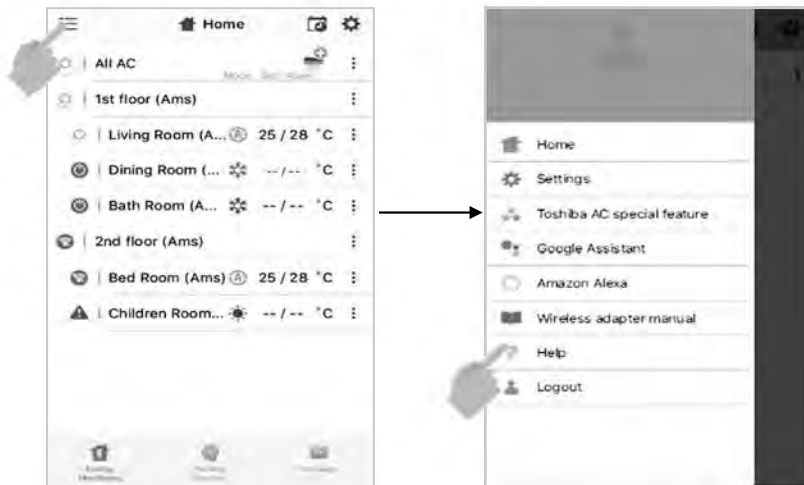 Home
All AC
Mode Set Room
1st floor (Ams)
Living Room (A... A 25 / 28 °C
Dining Room (... -- / -- °C
Bath Room (A... -- / -- °C
2nd floor (Ams)
Bed Room (Ams) A 25 / 28 °C
Children Room... -- / -- °C
Home
Settings
Toshiba AC special feature
Google Assistant
Amazon Alexa
Wireless adapter manual
Help
Logout